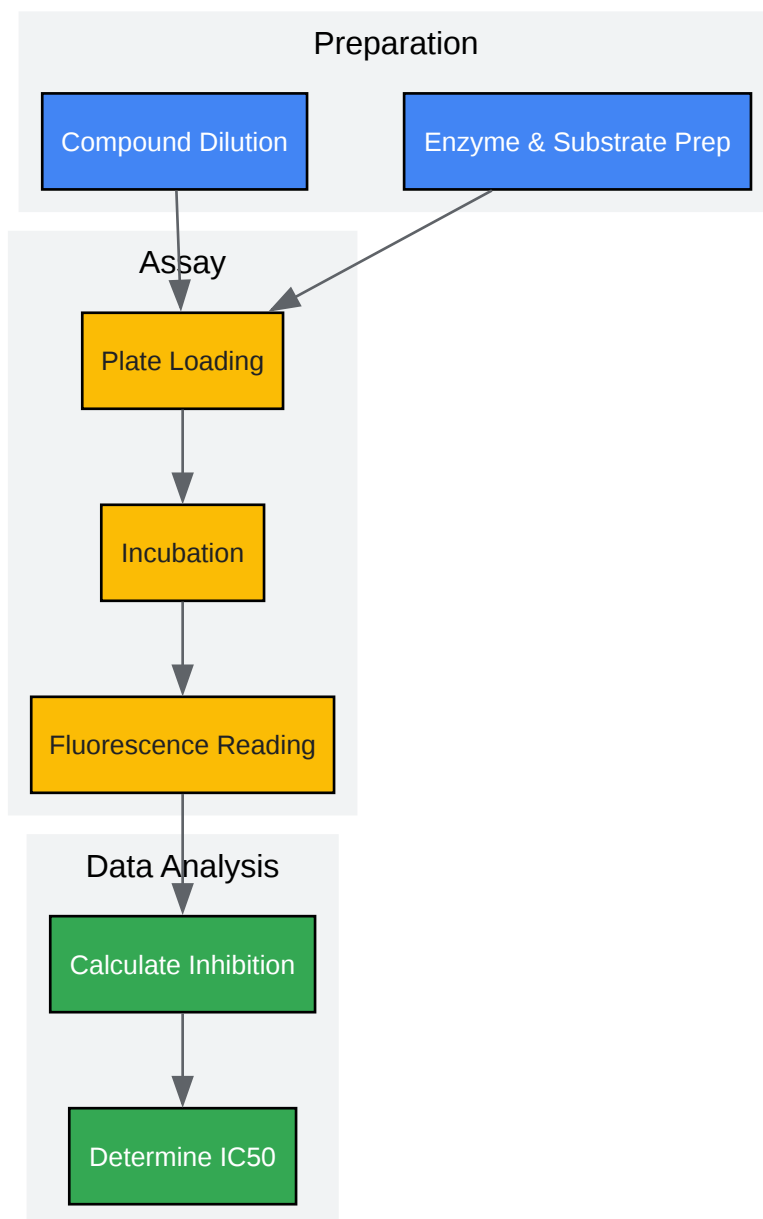 Preparation
Compound Dilution
Enzyme & Substrate Prep
Assay
Plate Loading
Incubation
Fluorescence Reading
Data Analysis
Calculate Inhibition
Determine IC50